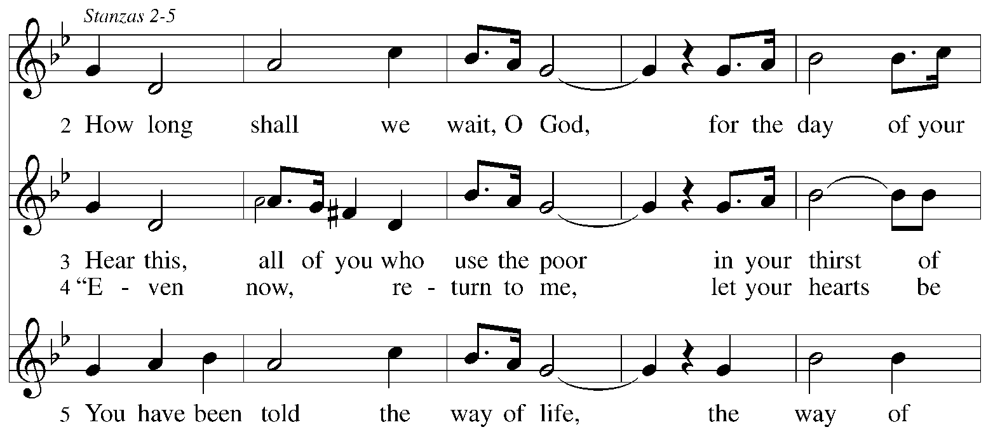 Stanzas 2-5
2 How long shall we wait, O God, for the day of your
3 Hear this, all of you who use the poor in your thirst of
4 “E - ven now, re - turn to me, let your hearts be
5 You have been told the way of life, the way of